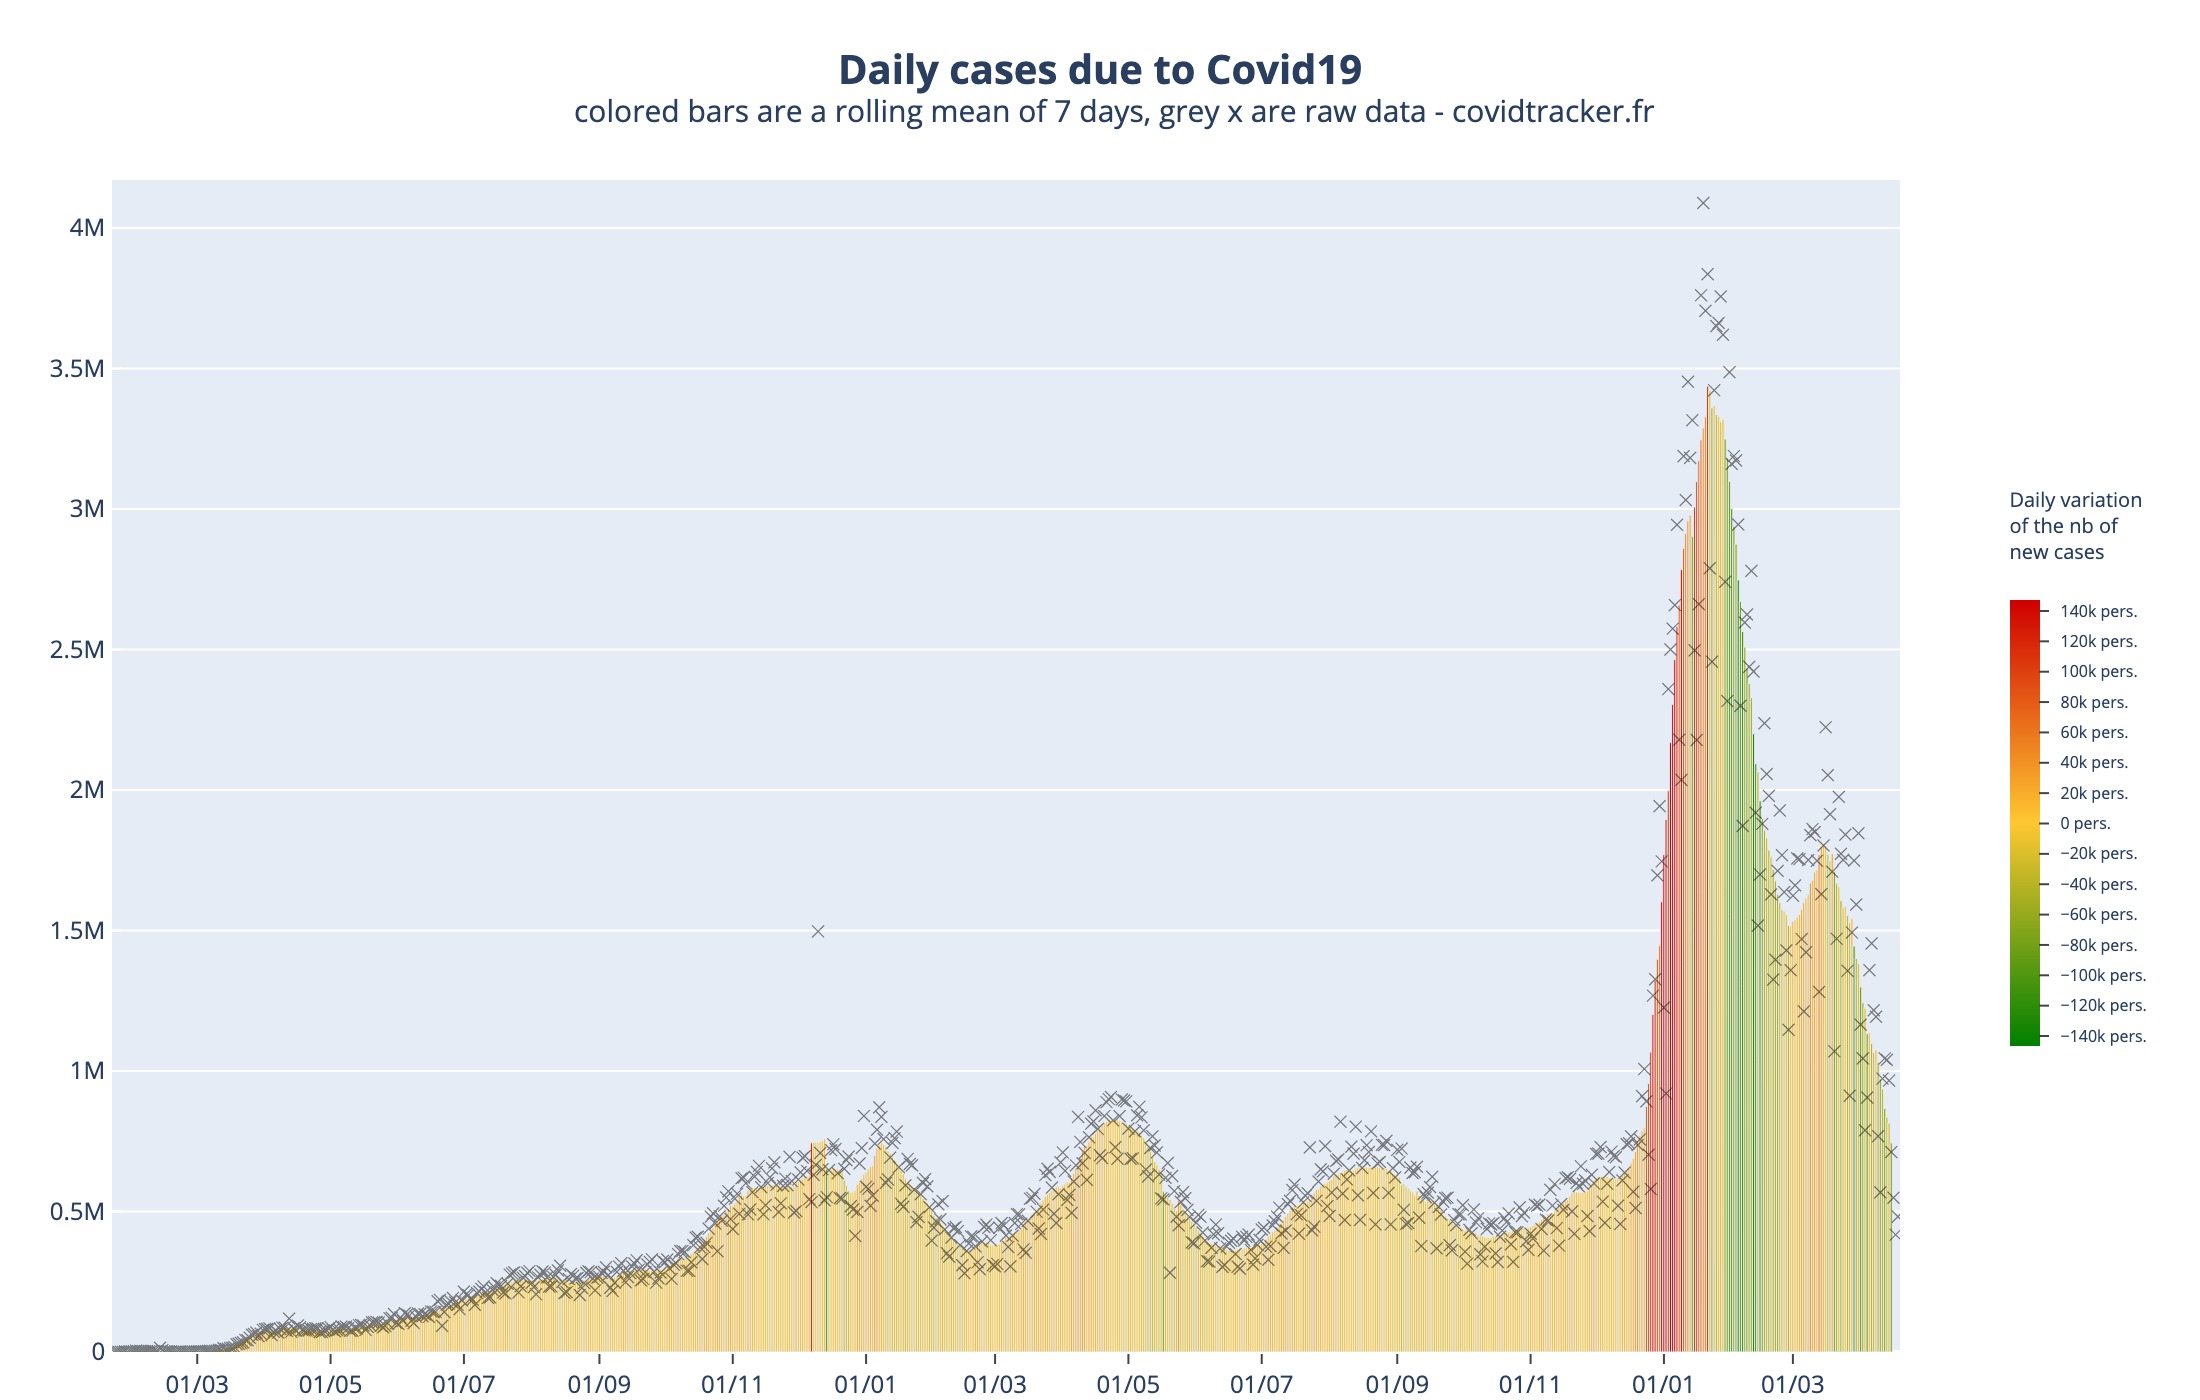 Daily cases due to Covid19
colored bars are a rolling mean of 7 days, grey x are raw data - covidtracker.fr
4M
3.5M
3M
2.5M
2M
1.5M
1M
0.5M
0
01/03
01/05
01/07
01/09
01/11
01/01
01/03
01/05
01/07
01/09
01/11
01/01
01/03
Daily variation
of the nb of
new cases
140k pers.
120k pers.
100k pers.
80k pers.
60k pers.
40k pers.
20k pers.
0 pers.
−20k pers.
−40k pers.
−60k pers.
−80k pers.
−100k pers.
−120k pers.
−140k pers.